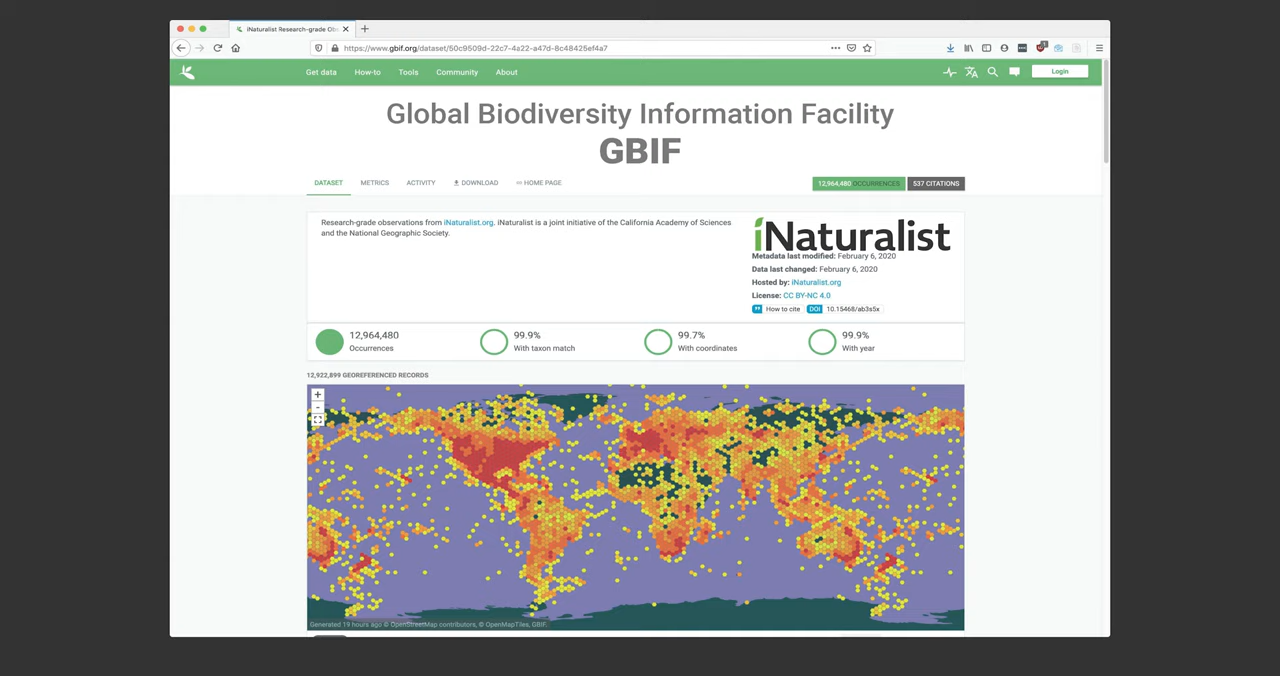 iNaturalist Research-grade Obs
https://www.gbif.org/dataset/50c9509d-22c7-4a22-a47d-8c48425ef4a7
Get data How-to Tools Community About
Login
Global Biodiversity Information Facility
GBIF
DATASET METRICS ACTIVITY DOWNLOAD HOME PAGE
12,964,480 OCCURRENCES 537 CITATIONS
Research-grade observations from iNaturalist.org. iNaturalist is a joint initiative of the California Academy of Sciences
and the National Geographic Society.
iNaturalist
Metadata last modified: February 6, 2020
Data last changed: February 6, 2020
Hosted by: iNaturalist.org
License: CC BY-NC 4.0
How to cite DOI 10.15468/ab3s5x
12,964,480
Occurrences
99.9%
With taxon match
99.7%
With coordinates
99.9%
With year
12,922,899 GEOREFERENCED RECORDS
+
-
Generated 19 hours ago © OpenStreetMap contributors, © OpenMapTiles, GBIF.